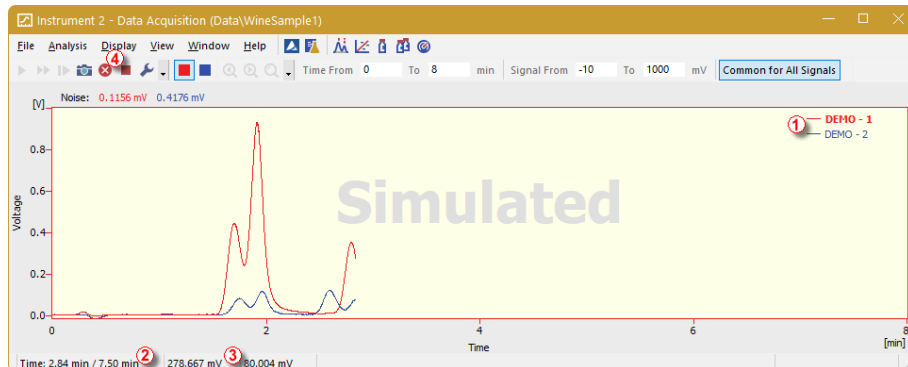 Instrument 2 - Data Acquisition (Data\WineSample1)
File Analysis Display View Window Help
4
Time From 0 To 8 min Signal From -10 To 1000 mV Common for All Signals
Noise: 0.1156 mV 0.4176 mV
[V]
1 DEMO - 1
DEMO - 2
Simulated
0.8
0.6
0.4
0.2
0.0
Voltage
0 2 4 6 8
Time [min]
Time: 2.84 min / 7.50 min 2 278.667 mV 3 80.004 mV